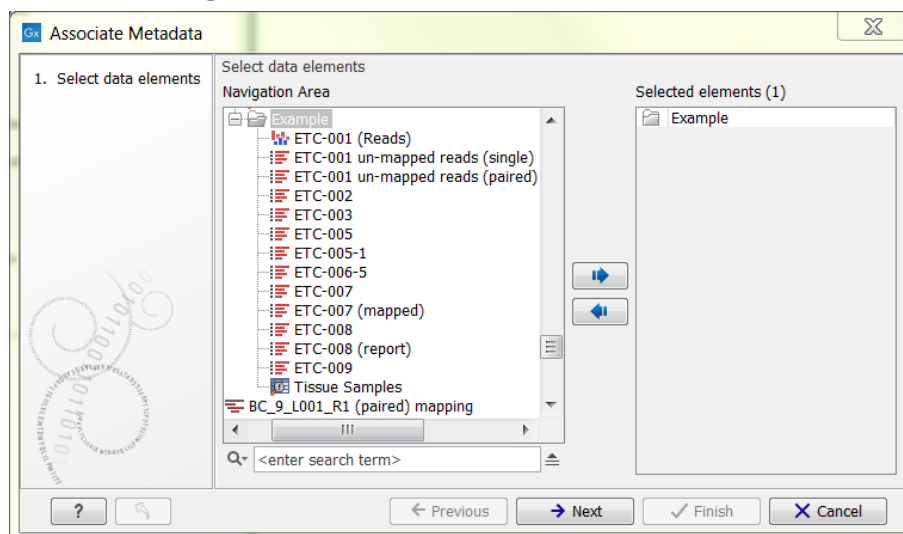 Gx Associate Metadata
1. Select data elements
Select data elements
Navigation Area
Selected elements (1)
Example
ETC-001 (Reads)
ETC-001 un-mapped reads (single)
ETC-001 un-mapped reads (paired)
ETC-002
ETC-003
ETC-005
ETC-005-1
ETC-006-5
ETC-007
ETC-007 (mapped)
ETC-008
ETC-008 (report)
ETC-009
Tissue Samples
BC_9_L001_R1 (paired) mapping
<enter search term>
Example
?
Previous
Next
Finish
Cancel